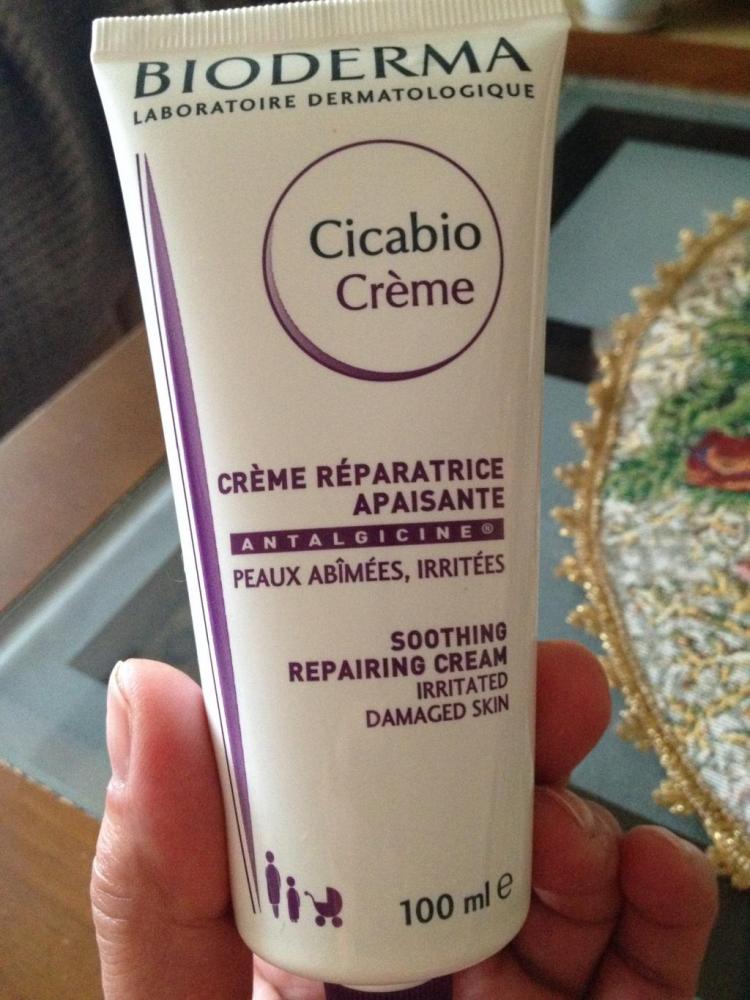 BIODERMA
LABORATOIRE DERMATOLOGIQUE
Cicabio
Crème
CRÈME RÉPARATRICE
APAISANTE
ANTALGICINE®
PEAUX ABÎMÉES, IRRITÉES
SOOTHING
REPAIRING CREAM
IRRITATED
DAMAGED SKIN
100 ml e